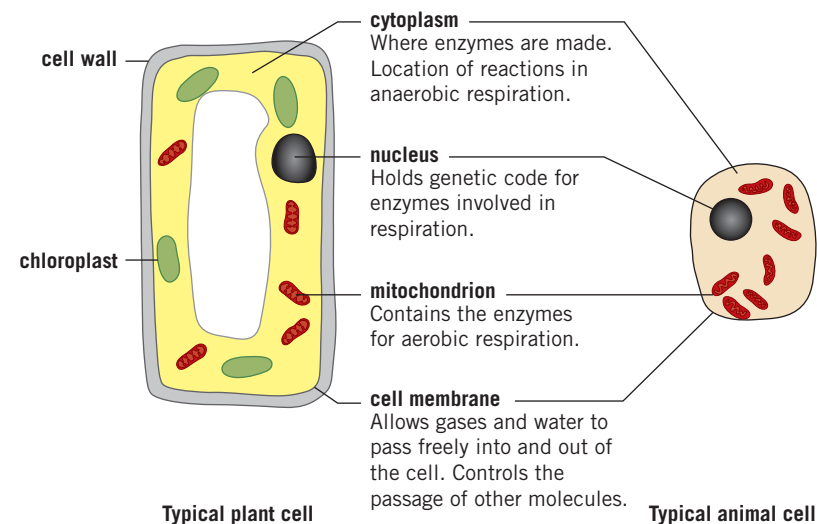 cytoplasm
Where enzymes are made.
Location of reactions in
anaerobic respiration.
cell wall
nucleus
Holds genetic code for
enzymes involved in
respiration.
chloroplast
mitochondrion
Contains the enzymes
for aerobic respiration.
cell membrane
Allows gases and water to
pass freely into and out of
the cell. Controls the
passage of other molecules.
Typical plant cell
Typical animal cell